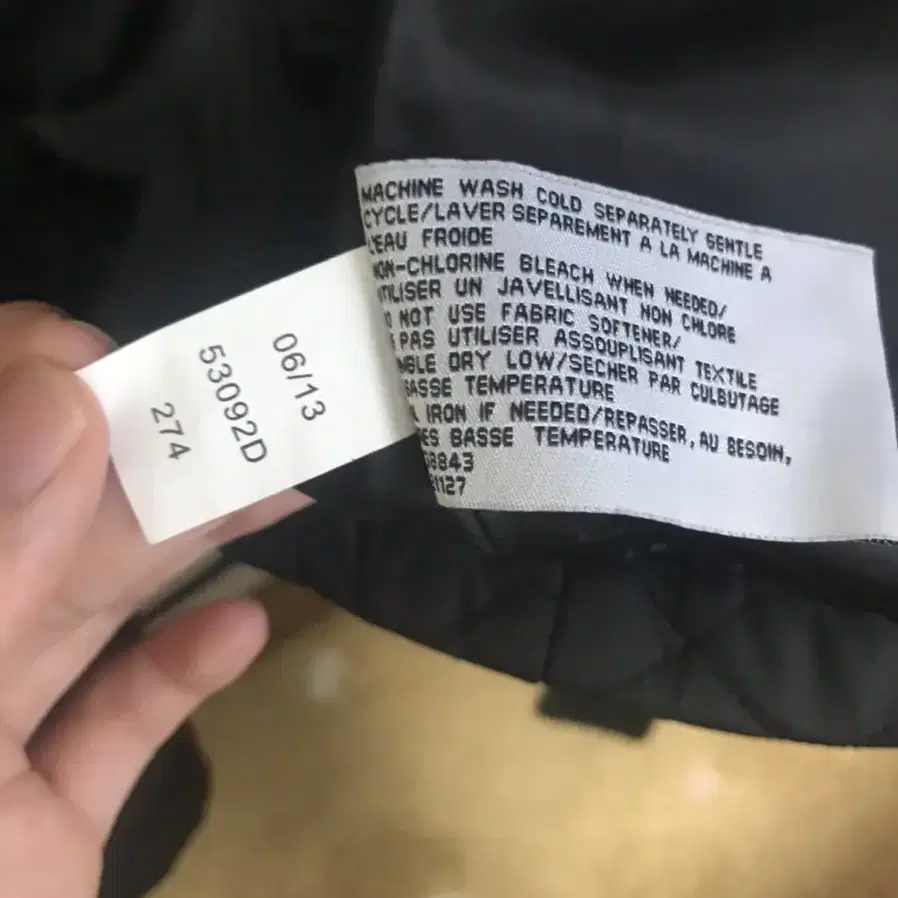 MACHINE WASH COLD SEPARATELY GENTLE
CYCLE/LAVER SEPAREMENT A LA MACHINE A
L'EAU FROIDE
NON-CHLORINE BLEACH WHEN NEEDED/
UTILISER UN JAVELLISANT NON CHLORE
NOT USE FABRIC SOFTENER/
PAS UTILISER ASSOUPLISANT TEXTILE
DRY LOW/SECHER PAR CULBUTAGE
BASSE TEMPERATURE
IRON IF NEEDED/REPASSER, AU BESOIN,
BASSE TEMPERATURE
06/13
53092D
274